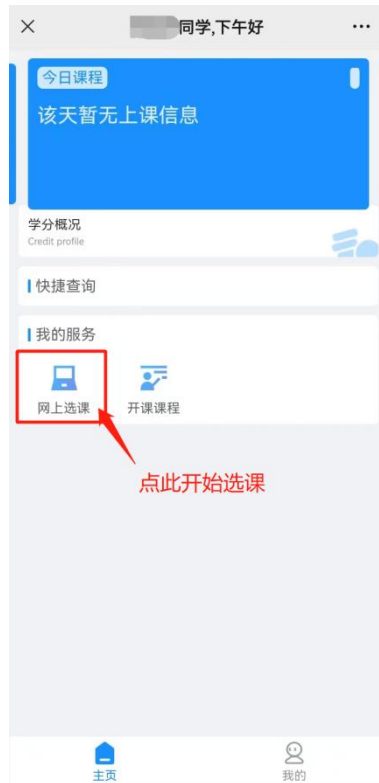 同学,下午好
今日课程
该天暂无上课信息
学分概况
Credit profile
快捷查询
我的服务
网上选课
开课课程
点此开始选课
主页
我的